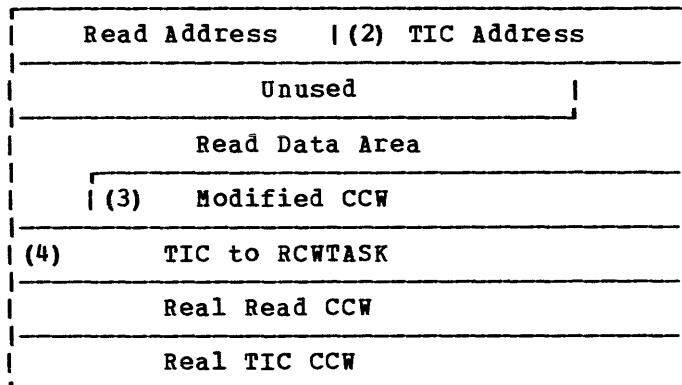 Read Address |(2) TIC Address
Unused
Read Data Area
(3) Modified CCW
(4) TIC to RCWTASK
Real Read CCW
Real TIC CCW